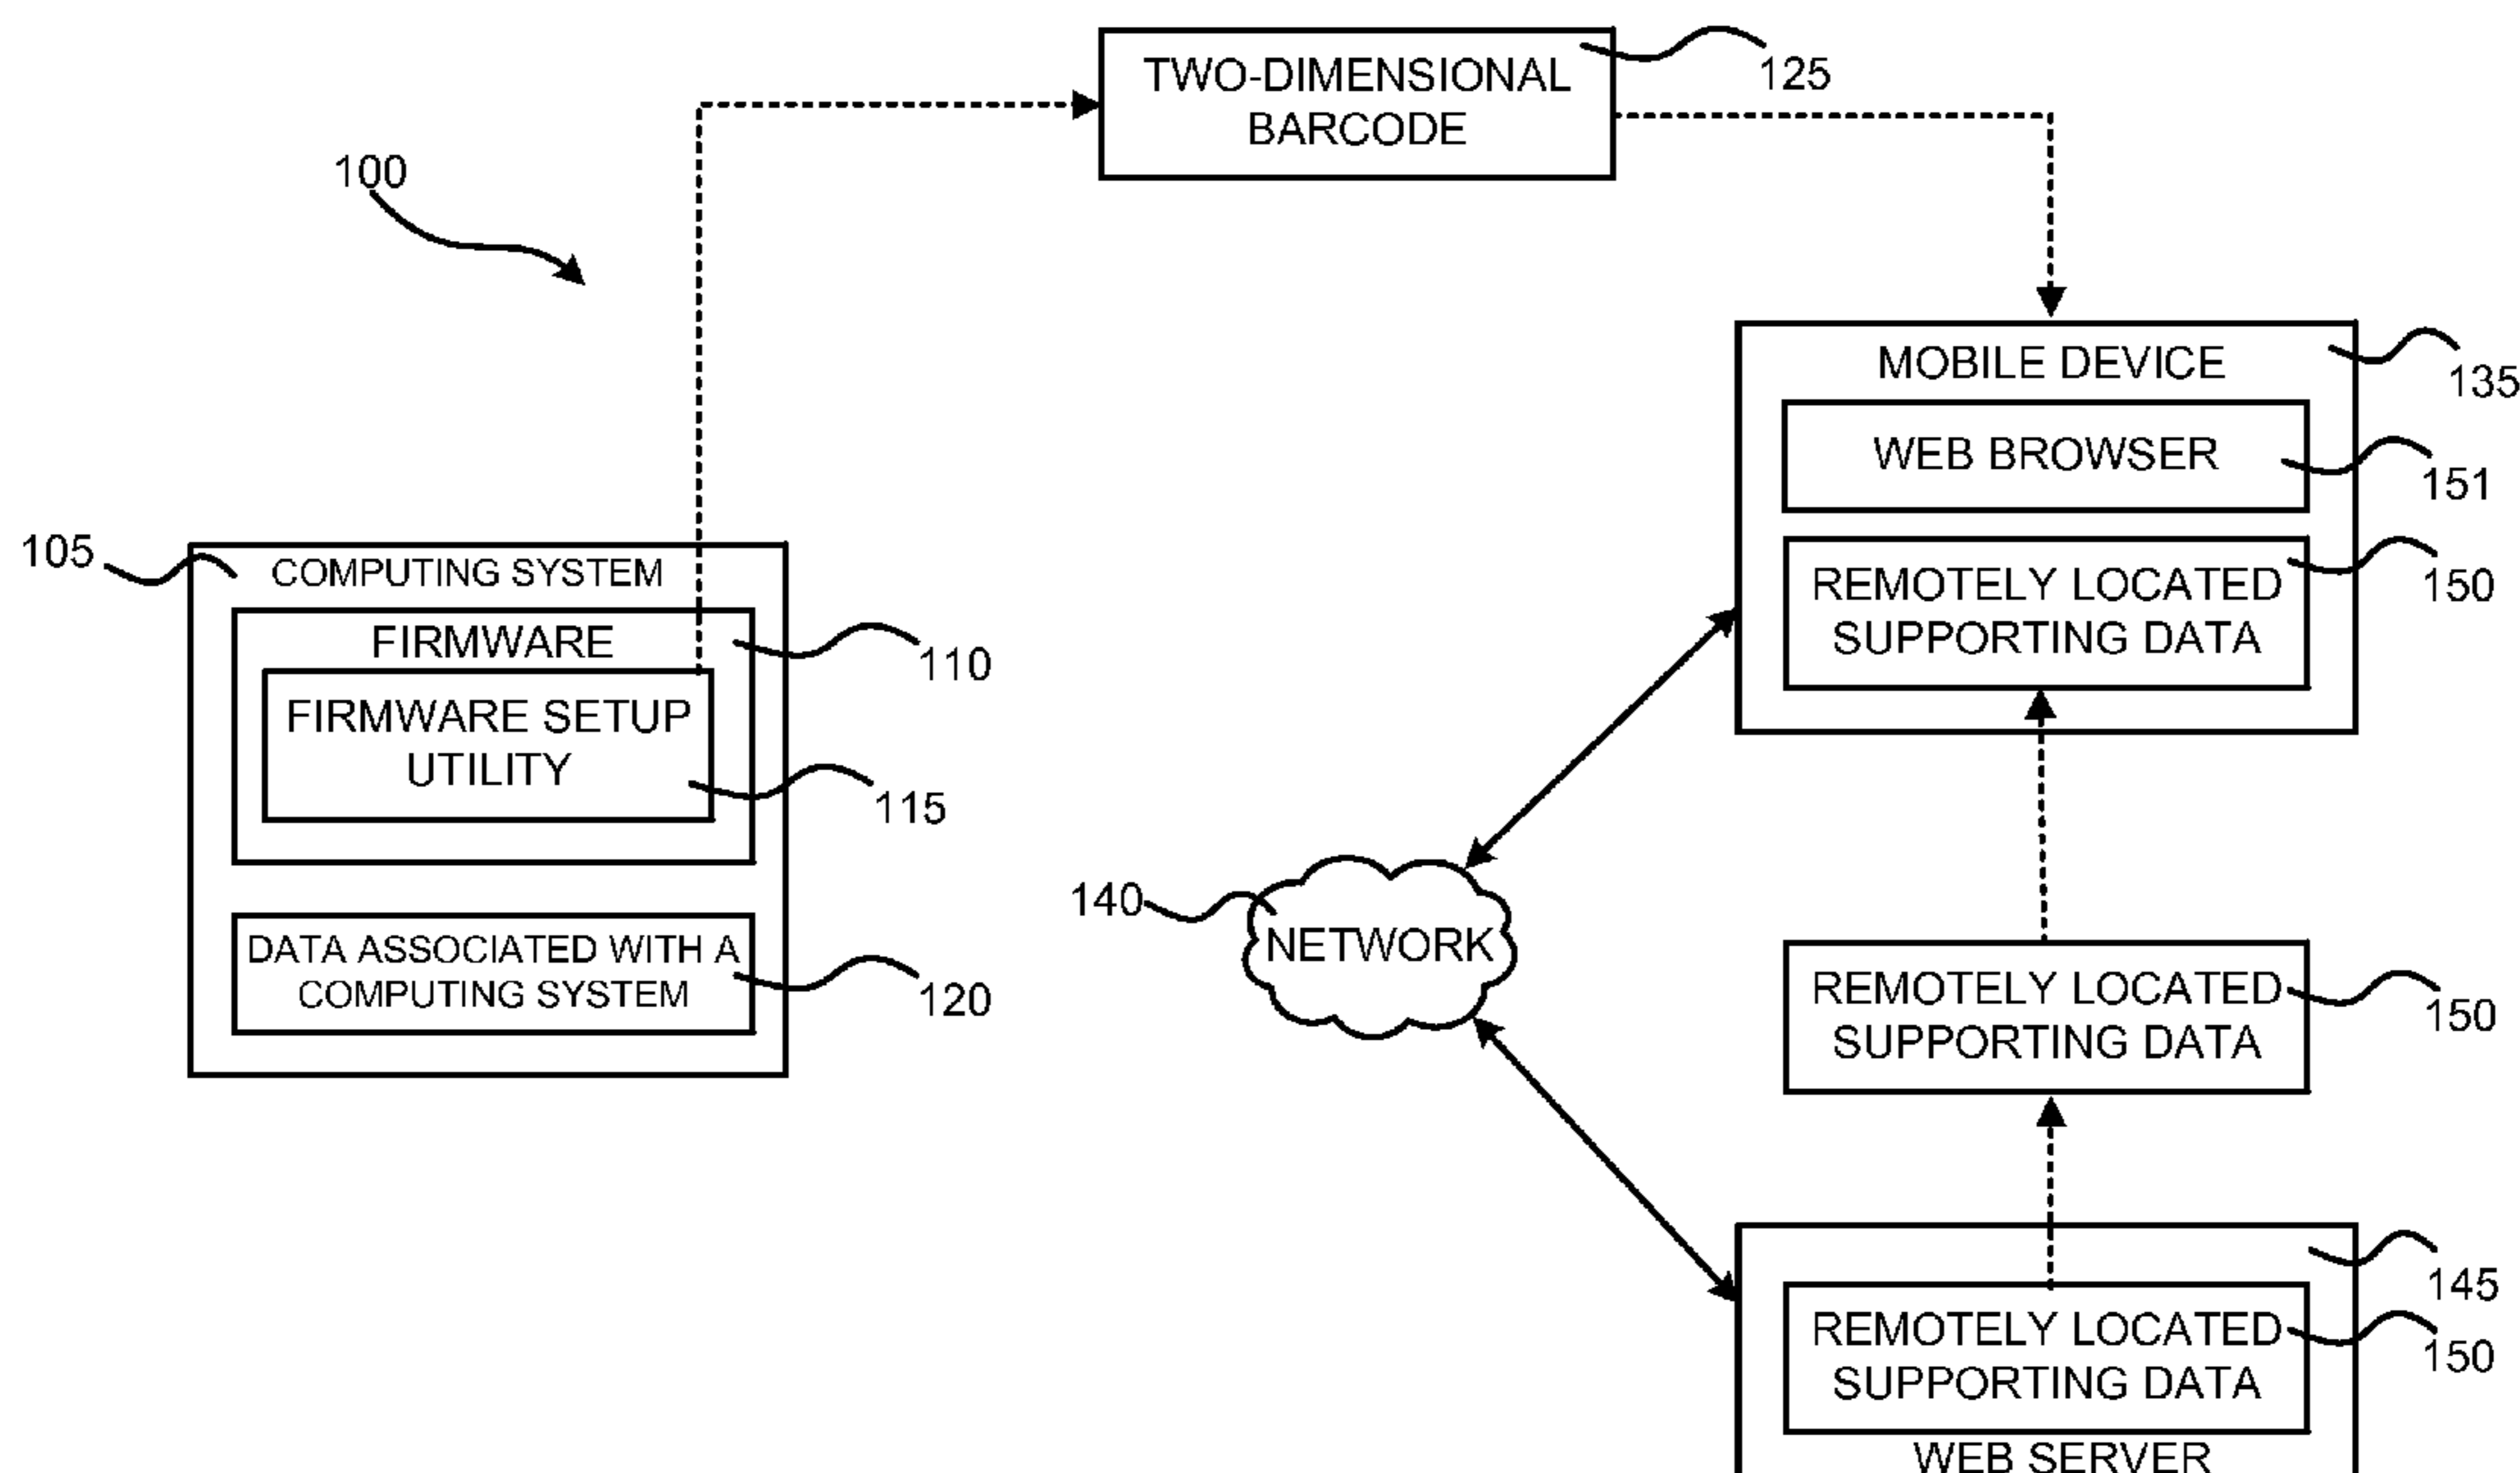 TWO-DIMENSIONAL
BARCODE
125
100
MOBILE DEVICE
135
WEB BROWSER
151
REMOTELY LOCATED
SUPPORTING DATA
150
105
COMPUTING SYSTEM
FIRMWARE
110
FIRMWARE SETUP
UTILITY
115
DATA ASSOCIATED WITH A
COMPUTING SYSTEM
120
140
NETWORK
REMOTELY LOCATED
SUPPORTING DATA
150
145
REMOTELY LOCATED
SUPPORTING DATA
150
WEB SERVER